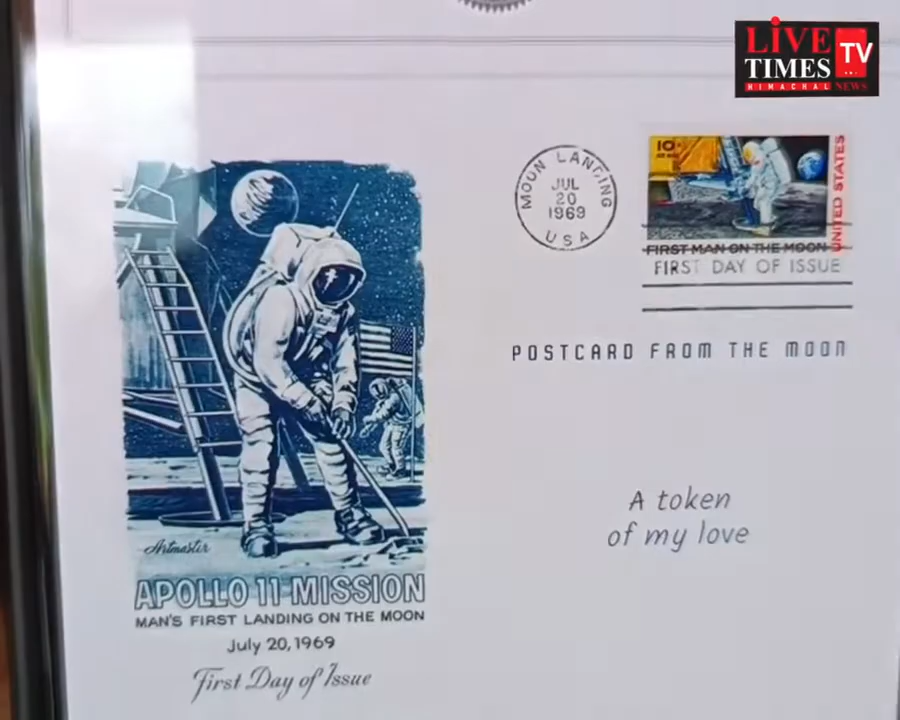 LiVE
TIMES
TV
HIMACHAL NEWS
MOON LANDING
JUL
20
1969
USA
10¢
UNITED STATES
FIRST MAN ON THE MOON
FIRST DAY OF ISSUE
POSTCARD FROM THE MOON
A token
of my love
Artmaster
APOLLO 11 MISSION
MAN'S FIRST LANDING ON THE MOON
July 20, 1969
First Day of Issue